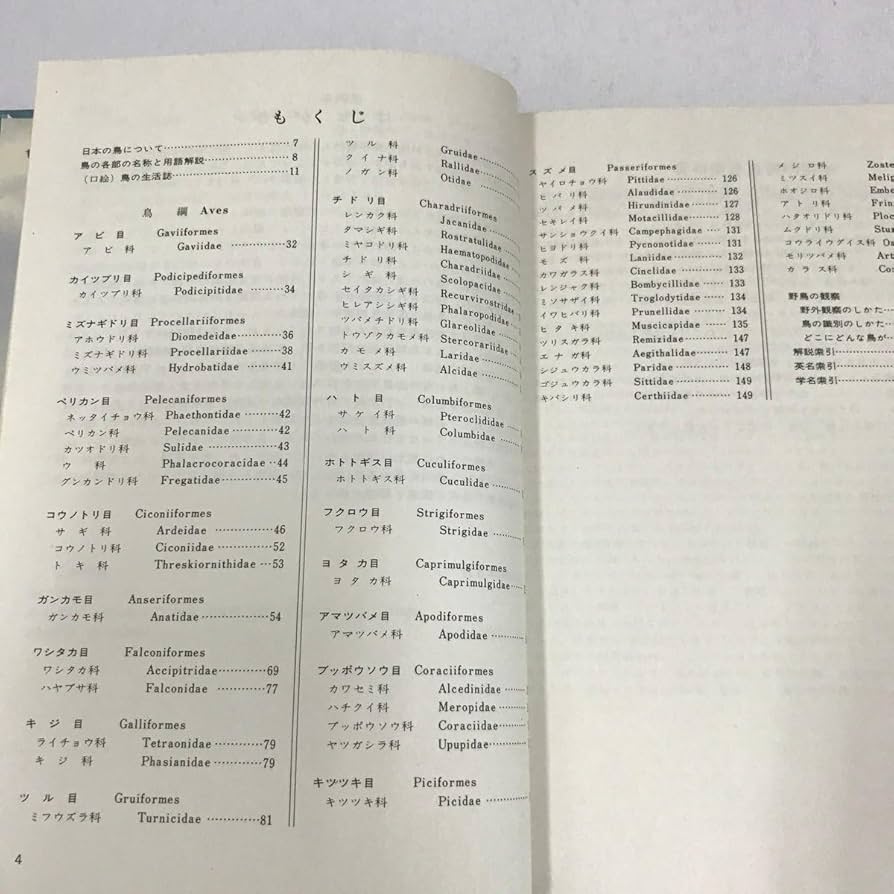 もくじ
日本の鳥について…………………………7
鳥の各部の名称と用語解説………………8
(口絵) 鳥の生活誌………………………11
鳥 綱 Aves
アビ目 Gaviiformes
アビ科 Gaviidae …………32
カイツブリ目 Podicipediformes
カイツブリ科 Podicipitidae …………34
ミズナギドリ目 Procellariiformes
アホウドリ科 Diomedeidae …………36
ミズナギドリ科 Procellariidae …………38
ウミツバメ科 Hydrobatidae …………41
ペリカン目 Pelecaniformes
ネッタイチョウ科 Phaethontidae …………42
ペリカン科 Pelecanidae …………42
カツオドリ科 Sulidae …………43
ウ 科 Phalacrocoracidae …44
グンカンドリ科 Fregatidae …………45
コウノトリ目 Ciconiiformes
サギ科 Ardeidae …………46
コウノトリ科 Ciconiidae …………52
トキ科 Threskiornithidae …53
ガンカモ目 Anseriformes
ガンカモ科 Anatidae …………54
ワシタカ目 Falconiformes
ワシタカ科 Accipitridae …………69
ハヤブサ科 Falconidae …………77
キジ目 Galliformes
ライチョウ科 Tetraonidae …………79
キジ科 Phasianidae …………79
ツル目 Gruiformes
ミフウズラ科 Turnicidae …………81
4
ツル科 Gruidae ……
クイナ科 Rallidae ……
ノガン科 Otidae ……
チドリ目 Charadriiformes
レンカク科 Jacanidae ……
タマシギ科 Rostratulidae ……
ミヤコドリ科 Haematopodidae ……
チドリ科 Charadriidae ……
シギ科 Scolopacidae ……
セイタカシギ科 Recurvirostridae
ヒレアシシギ科 Phalaropodidae ……
ツバメチドリ科 Glareolidae ……
トウゾクカモメ科 Stercorariidae ……
カモメ科 Laridae ……
ウミスズメ科 Alcidae ……
ハト目 Columbiformes
サケイ科 Pteroclididae ……
ハト科 Columbidae ……
ホトトギス目 Cuculiformes
ホトトギス科 Cuculidae ……
フクロウ目 Strigiformes
フクロウ科 Strigidae ……
ヨタカ目 Caprimulgiformes
ヨタカ科 Caprimulgidae ……
アマツバメ目 Apodiformes
アマツバメ科 Apodidae ……
ブッポウソウ目 Coraciiformes
カワセミ科 Alcedinidae ……
ハチクイ科 Meropidae ……
ブッポウソウ科 Coraciidae ……
ヤツガシラ科 Upupidae ……
キツツキ目 Piciformes
キツツキ科 Picidae ……
スズメ目 Passeriformes
ヤイロチョウ科 Pittidae ………… 126
ヒバリ科 Alaudidae ………… 126
ツバメ科 Hirundinidae ………… 127
セキレイ科 Motacillidae ………… 128
サンショウクイ科 Campephagidae …… 131
ヒヨドリ科 Pycnonotidae ………… 131
モズ科 Laniidae ………… 132
カワガラス科 Cinclidae ………… 133
レンジャク科 Bombycillidae ………… 133
ミソサザイ科 Troglodytidae ………… 134
イワヒバリ科 Prunellidae ………… 134
ヒタキ科 Muscicapidae ………… 135
ツリスガラ科 Remizidae ………… 147
エナガ科 Aegithalidae ………… 147
シジュウカラ科 Paridae ………… 148
ゴジュウカラ科 Sittidae ………… 149
キバシリ科 Certhiidae ………… 149
メジロ科 Zoste
ミツスイ科 Melig
ホオジロ科 Embe
アトリ科 Frin
ハタオリドリ科 Ploc
ムクドリ科 Stur
コウライウグイス科
モリツバメ科 Art
カラス科
野鳥の観察
野外観察のしかた…
鳥の識別のしかた…
どこにどんな鳥が…
解説索引…………
英名索引…………
学名索引…………